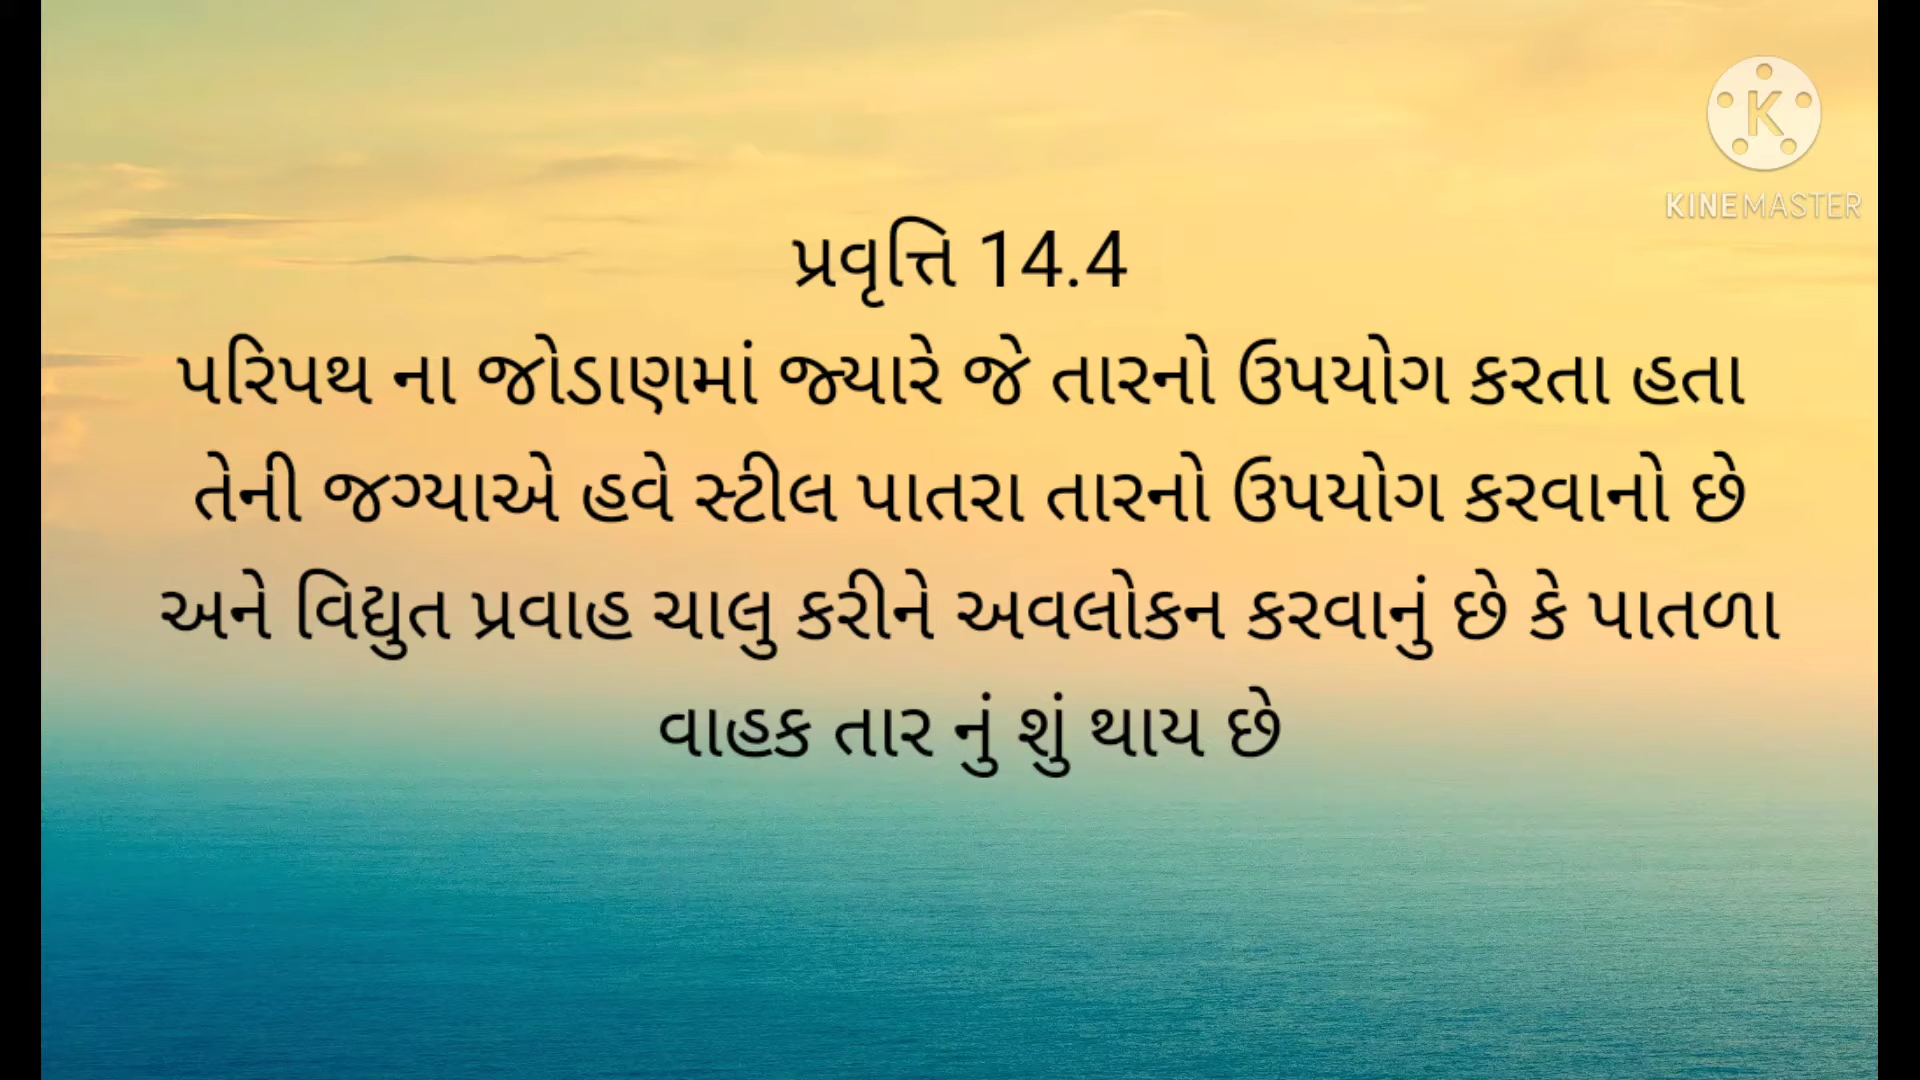 KINEMASTER
પ્રવૃત્તિ 14.4
પરિપથ ના જોડાણમાં જ્યારે જે તારનો ઉપયોગ કરતા હતા
તેની જગ્યાએ હવે સ્ટીલ પાતરા તારનો ઉપયોગ કરવાનો છે
અને વિદ્યુત પ્રવાહ ચાલુ કરીને અવલોકન કરવાનું છે કે પાતળા
વાહક તાર નું શું થાય છે